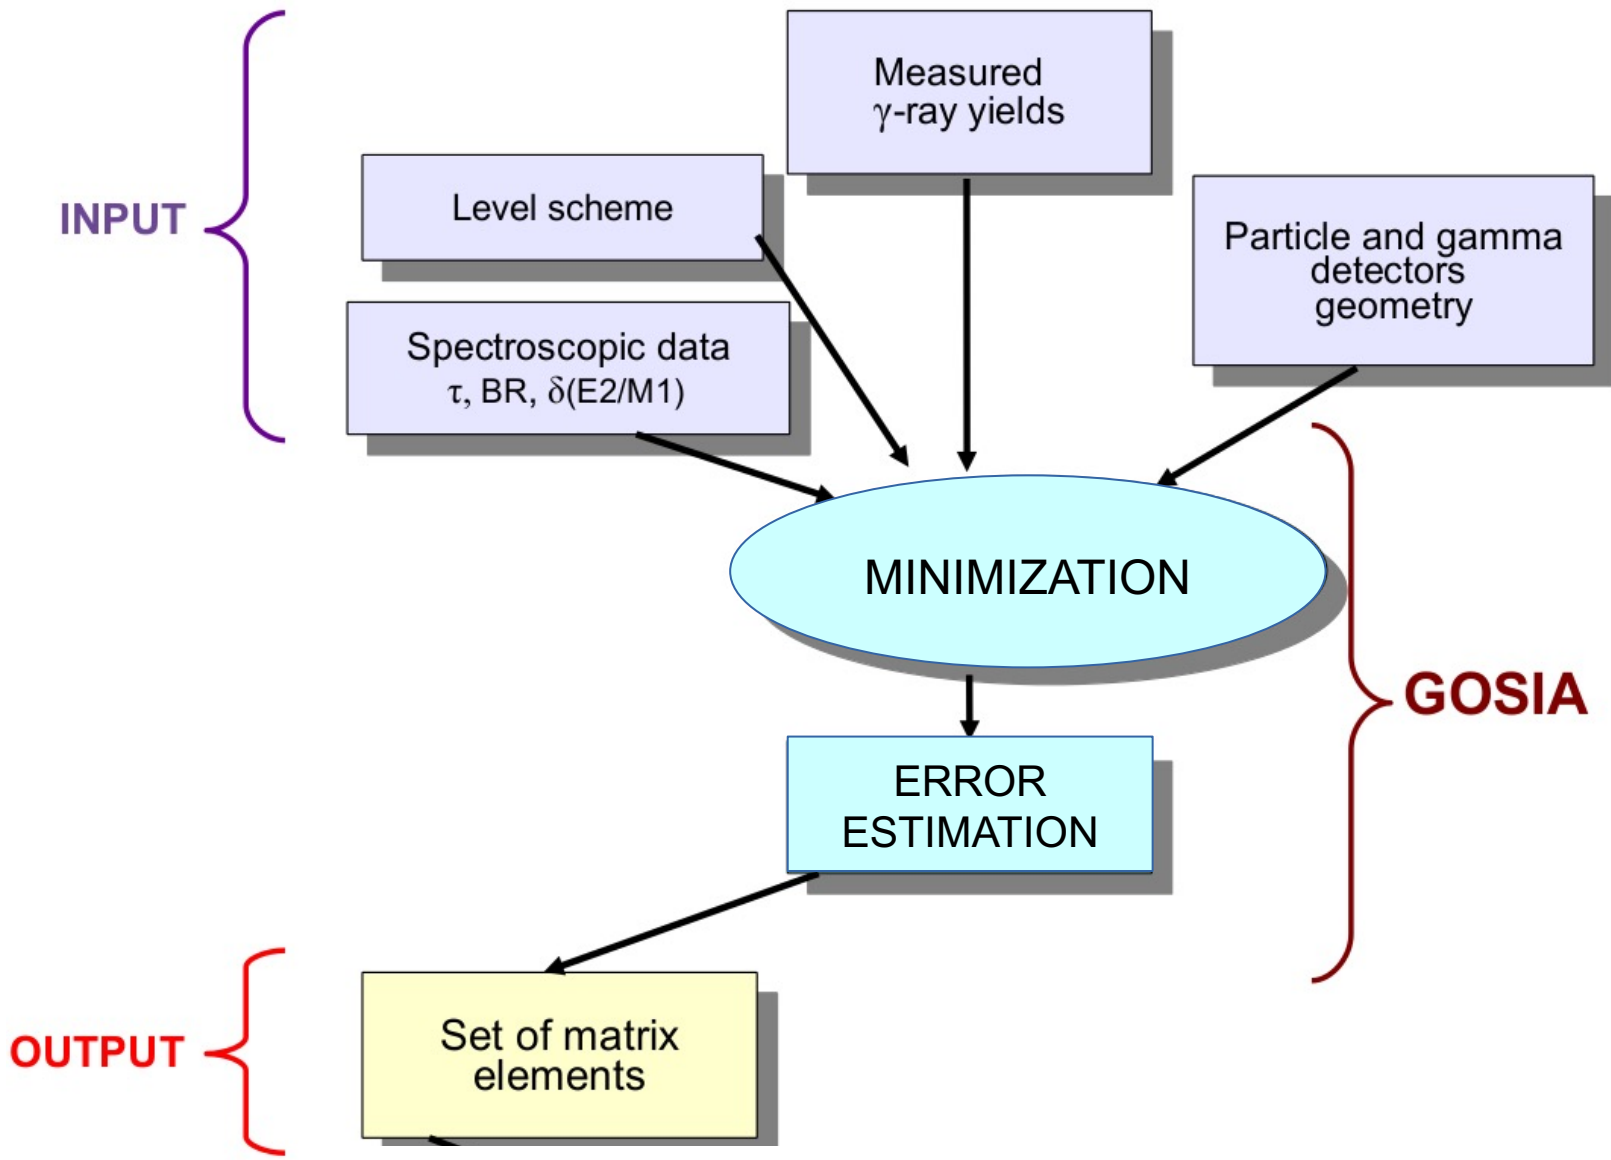 Measured
γ-ray yields
INPUT
Level scheme
Particle and gamma
detectors
geometry
Spectroscopic data
τ, BR, δ(E2/M1)
MINIMIZATION
GOSIA
ERROR
ESTIMATION
OUTPUT
Set of matrix
elements